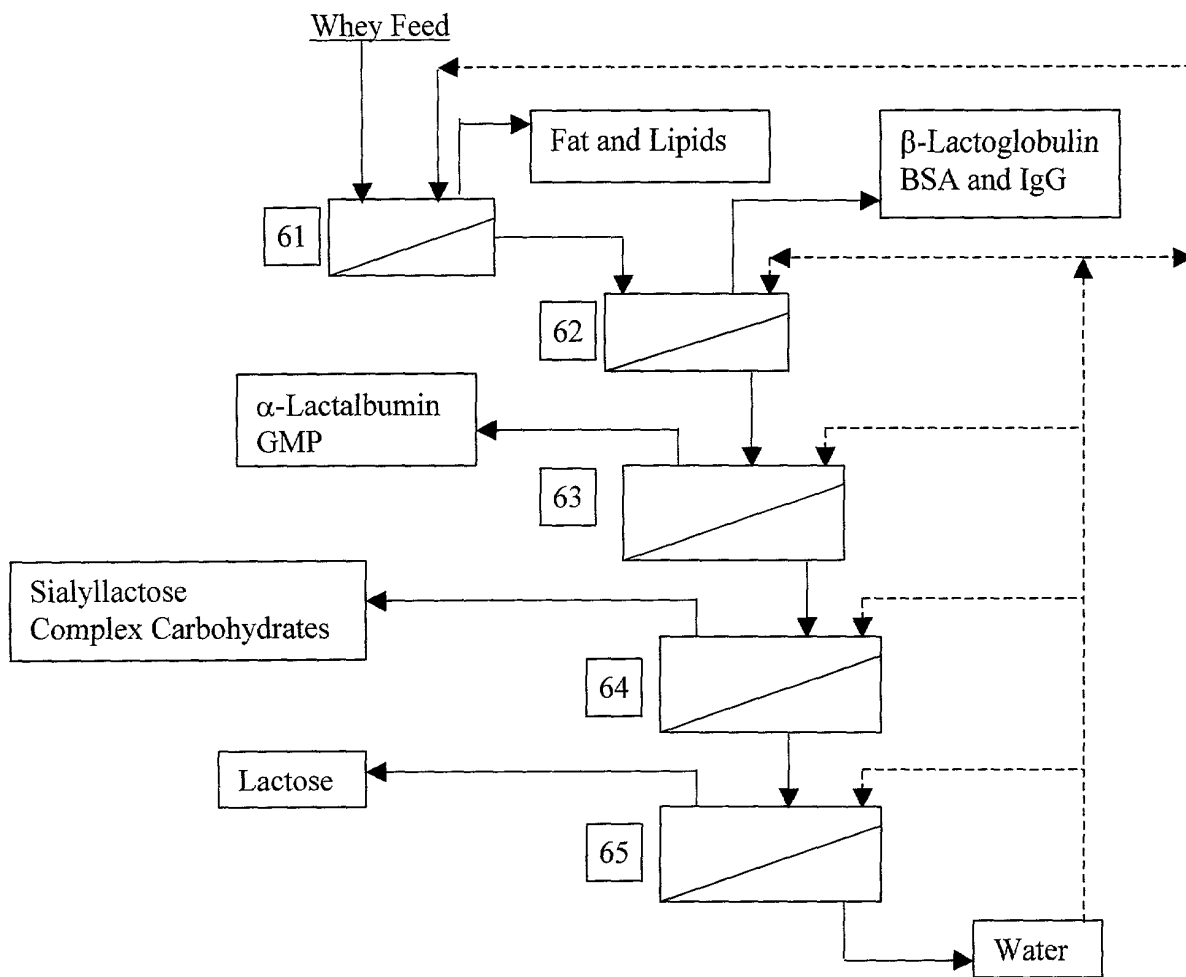 Whey Feed
Fat and Lipids
β-Lactoglobulin
BSA and IgG
61
62
α-Lactalbumin
GMP
63
Sialyllactose
Complex Carbohydrates
64
Lactose
65
Water